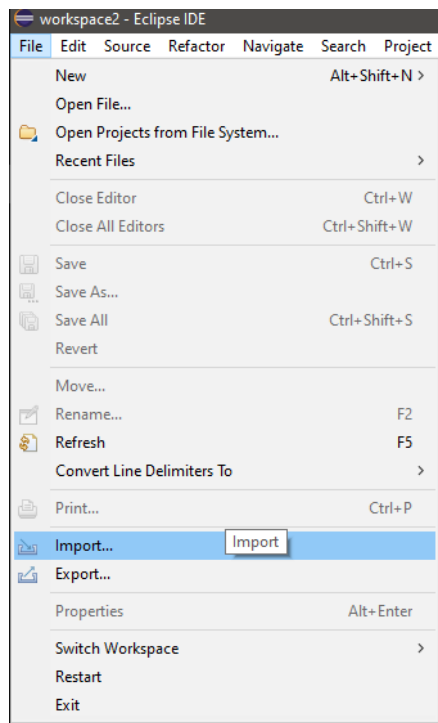 workspace2 - Eclipse IDE
File Edit Source Refactor Navigate Search Project
New Alt+Shift+N >
Open File...
Open Projects from File System...
Recent Files >
Close Editor Ctrl+W
Close All Editors Ctrl+Shift+W
Save Ctrl+S
Save As...
Save All Ctrl+Shift+S
Revert
Move...
Rename... F2
Refresh F5
Convert Line Delimiters To >
Print... Ctrl+P
Import... Import
Export...
Properties Alt+Enter
Switch Workspace >
Restart
Exit